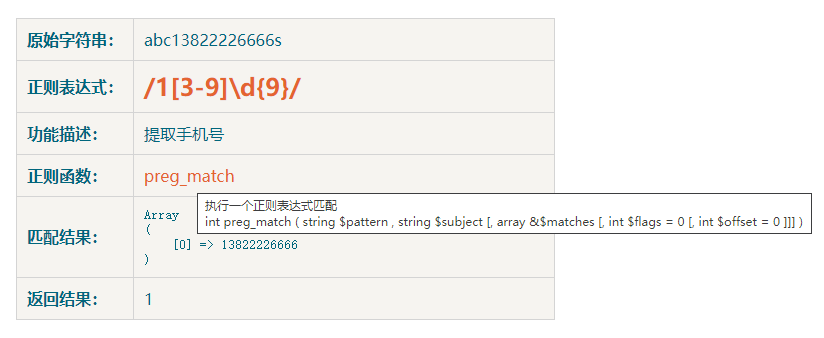 原始字符串： abc13822226666s
正则表达式： /1[3-9]\d{9}/
功能描述： 提取手机号
正则函数： preg_match
执行一个正则表达式匹配
int preg_match ( string $pattern , string $subject [, array &$matches [, int $flags = 0 [, int $offset = 0 ]]] )
匹配结果：
Array
(
[0] => 13822226666
)
返回结果： 1